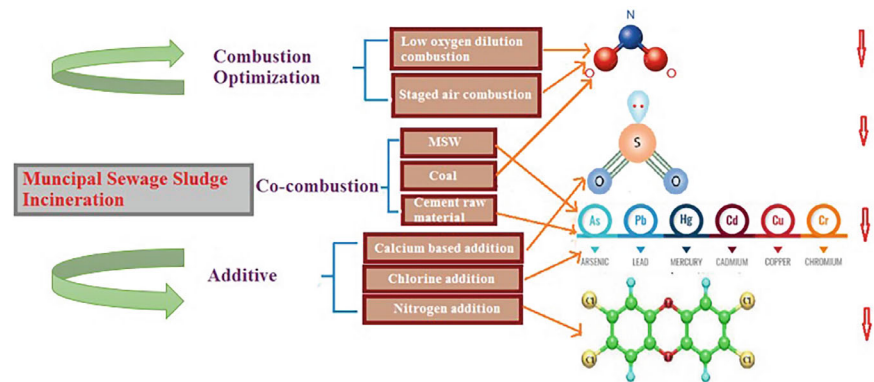 Combustion
Optimization
Low oxygen dilution
combustion
Staged air combustion
N
O
O
Muncipal Sewage Sludge
Incineration
Co-combustion
MSW
Coal
Cement raw
material
S
O
O
As Pb Hg Cd Cu Cr
ARSENIC LEAD MERCURY CADMIUM COPPER CHROMIUM
Additive
Calcium based addition
Chlorine addition
Nitrogen addition
Cl Cl
Cl Cl